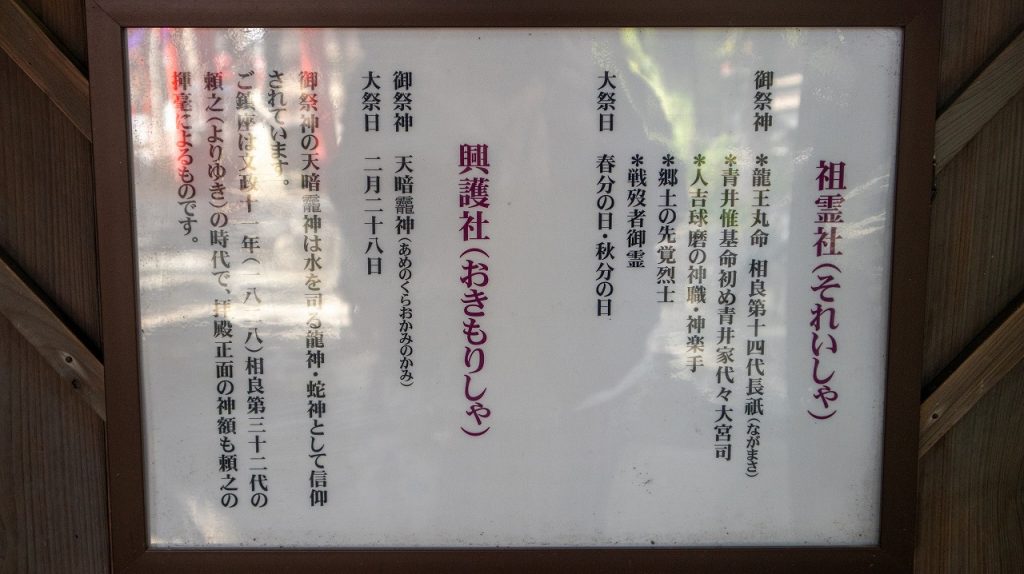 祖霊社(それいしゃ)
御祭神 *龍王丸命 相良第十四代長祇(ながまさ)
*青井惟基命初め青井家代々大宮司
*人吉球磨の神職・神楽手
*郷土の先覚烈士
*戦歿者御霊
大祭日 春分の日・秋分の日
興護社(おきもりしゃ)
御祭神 天暗龗神(あめのくらおかみのかみ)
大祭日 二月二十八日
御祭神の天暗龗神は水を司る龍神・蛇神として信仰
されています。
ご鎮座は文政十一年(一八二八)相良第三十二代の
頼之(よりゆき)の時代で、拝殿正面の神額も頼之の
揮毫によるものです。